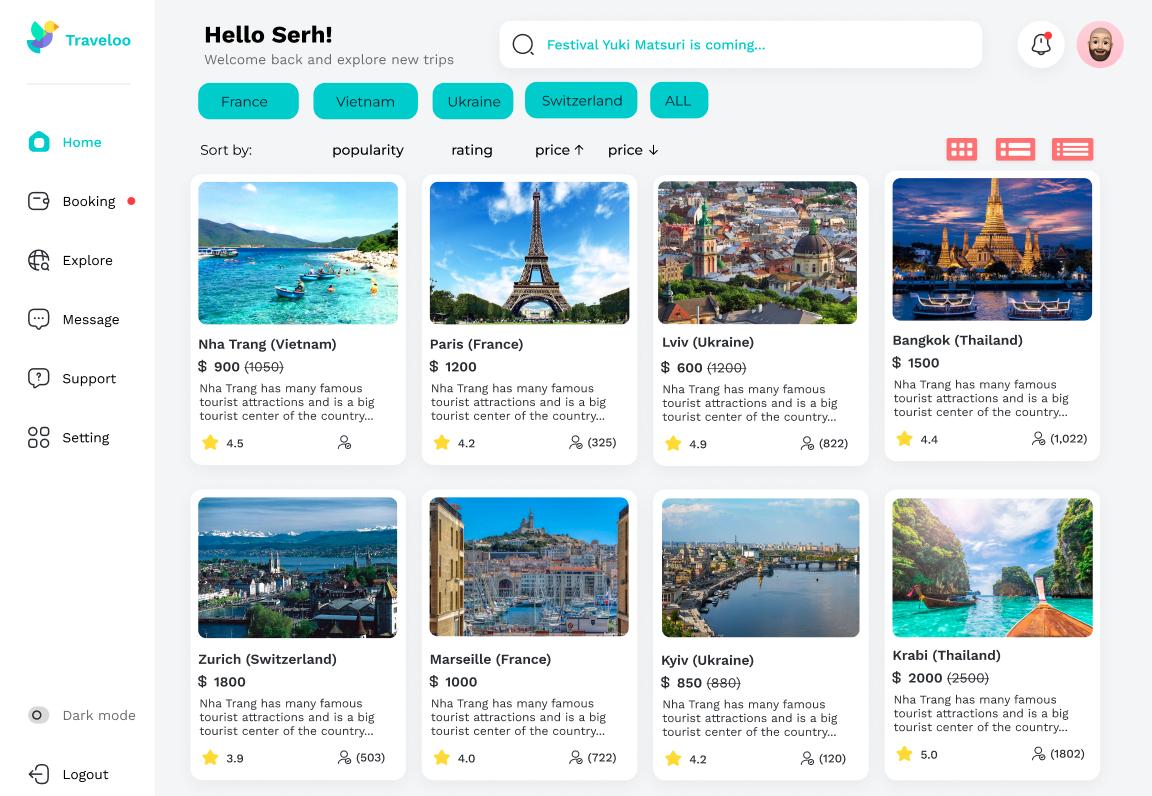 Traveloo
Hello Serh!
Welcome back and explore new trips
Festival Yuki Matsuri is coming...
France
Vietnam
Ukraine
Switzerland
ALL
Sort by:
popularity
rating
price ↑
price ↓
Home
Booking
Explore
Message
Support
Setting
Dark mode
Logout
Nha Trang (Vietnam)
$ 900 (1050)
Nha Trang has many famous
tourist attractions and is a big
tourist center of the country...
4.5
Paris (France)
$ 1200
Nha Trang has many famous
tourist attractions and is a big
tourist center of the country...
4.2 (325)
Lviv (Ukraine)
$ 600 (1200)
Nha Trang has many famous
tourist attractions and is a big
tourist center of the country...
4.9 (822)
Bangkok (Thailand)
$ 1500
Nha Trang has many famous
tourist attractions and is a big
tourist center of the country...
4.4 (1,022)
Zurich (Switzerland)
$ 1800
Nha Trang has many famous
tourist attractions and is a big
tourist center of the country...
3.9 (503)
Marseille (France)
$ 1000
Nha Trang has many famous
tourist attractions and is a big
tourist center of the country...
4.0 (722)
Kyiv (Ukraine)
$ 850 (880)
Nha Trang has many famous
tourist attractions and is a big
tourist center of the country...
4.2 (120)
Krabi (Thailand)
$ 2000 (2500)
Nha Trang has many famous
tourist attractions and is a big
tourist center of the country...
5.0 (1802)